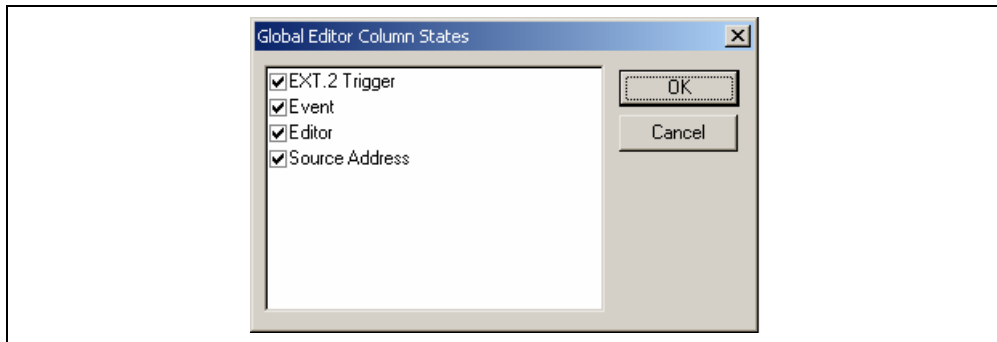 Global Editor Column States
EXT.2 Trigger
Event
Editor
Source Address
OK
Cancel